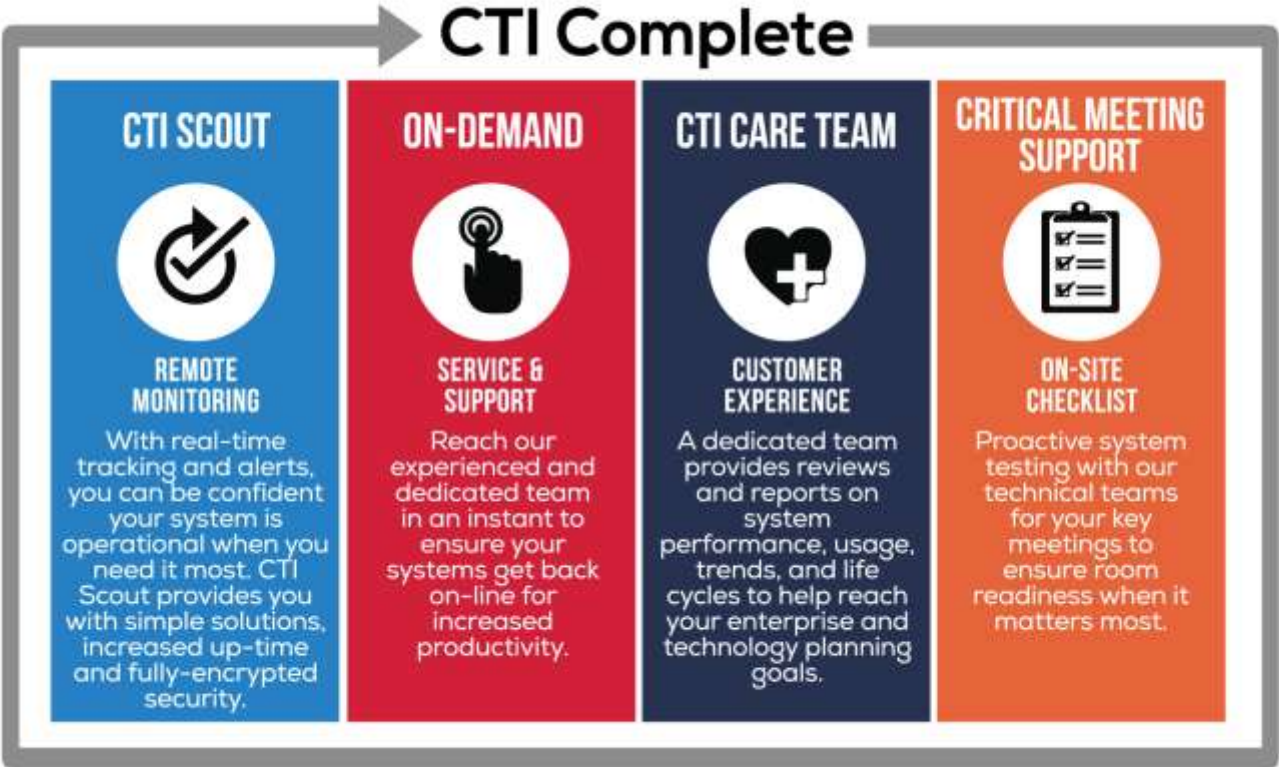 CTI Complete
CTI SCOUT
REMOTE
MONITORING
With real-time
tracking and alerts,
you can be confident
your system is
operational when you
need it most. CTI
Scout provides you
with simple solutions,
increased up-time
and fully-encrypted
security.
ON-DEMAND
SERVICE &
SUPPORT
Reach our
experienced and
dedicated team
in an instant to
ensure your
systems get back
on-line for
increased
productivity.
CTI CARE TEAM
CUSTOMER
EXPERIENCE
A dedicated team
provides reviews
and reports on
system
performance, usage,
trends, and life
cycles to help reach
your enterprise and
technology planning
goals.
CRITICAL MEETING
SUPPORT
ON-SITE
CHECKLIST
Proactive system
testing with our
technical teams
for your key
meetings to
ensure room
readiness when it
matters most.